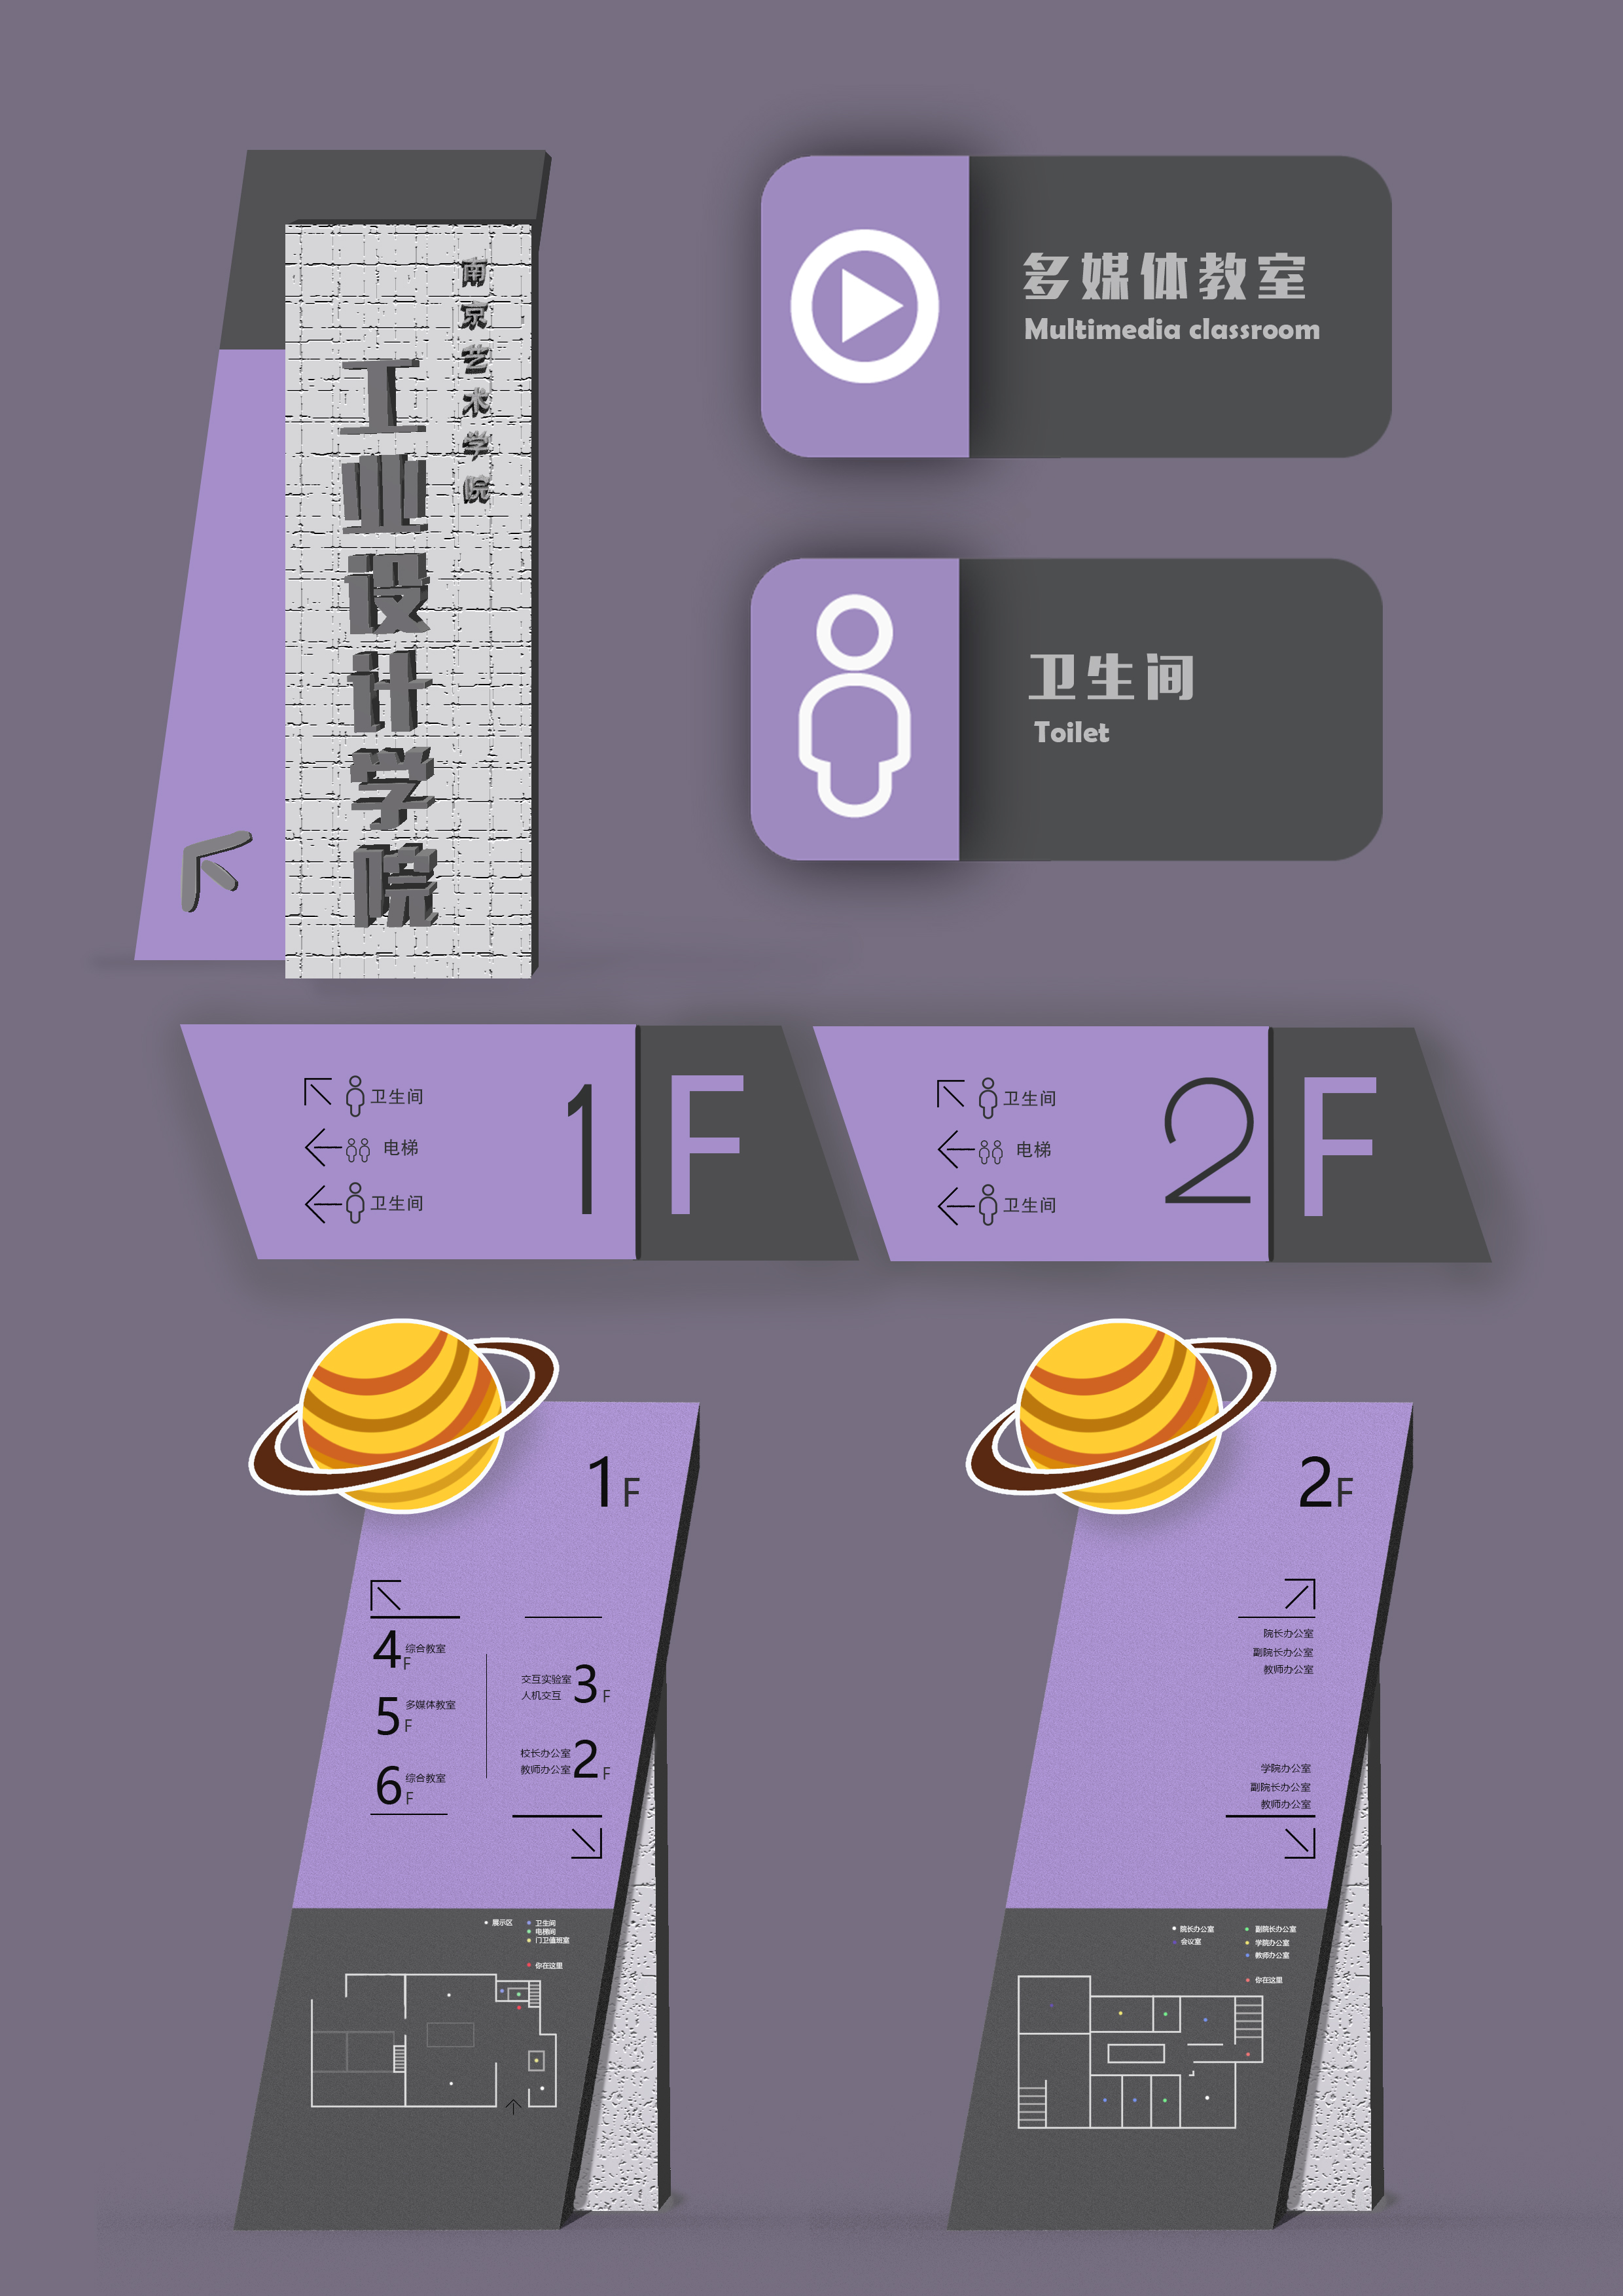 南京艺术学院
工业设计学院
多媒体教室
Multimedia classroom
卫生间
Toilet
卫生间
电梯
卫生间
1F
卫生间
电梯
卫生间
2F
1F
4F 综合教室
5F 多媒体教室
6F 综合教室
交互实验室
人机交互
3F
校长办公室
教师办公室
2F
展示区
卫生间
电梯间
门卫值班室
你在这里
2F
院长办公室
副院长办公室
教师办公室
学院办公室
副院长办公室
教师办公室
院长办公室
会议室
副院长办公室
学院办公室
教师办公室
你在这里